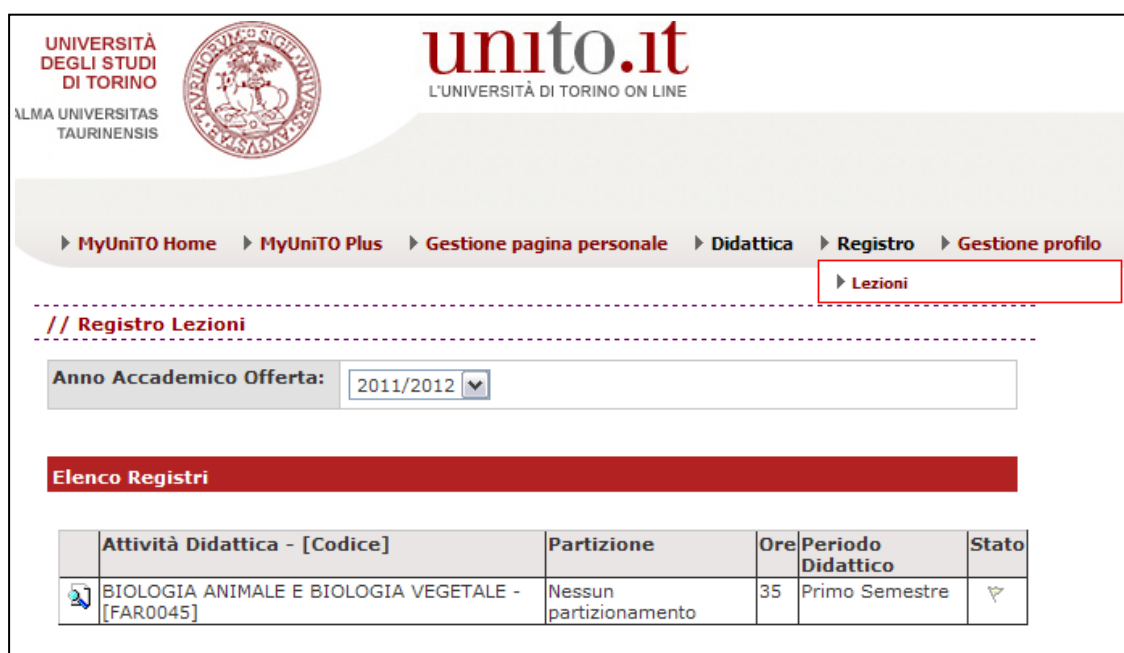 UNIVERSITÀ
DEGLI STUDI
DI TORINO
ALMA UNIVERSITAS
TAURINENSIS
unito.it
L'UNIVERSITÀ DI TORINO ON LINE
MyUniTO Home MyUniTO Plus Gestione pagina personale Didattica Registro Gestione profilo
Lezioni
// Registro Lezioni
Anno Accademico Offerta: 2011/2012
Elenco Registri
Attività Didattica - [Codice] Partizione Ore Periodo Didattico Stato
BIOLOGIA ANIMALE E BIOLOGIA VEGETALE - Nessun 35 Primo Semestre
[FAR0045] partizionamento